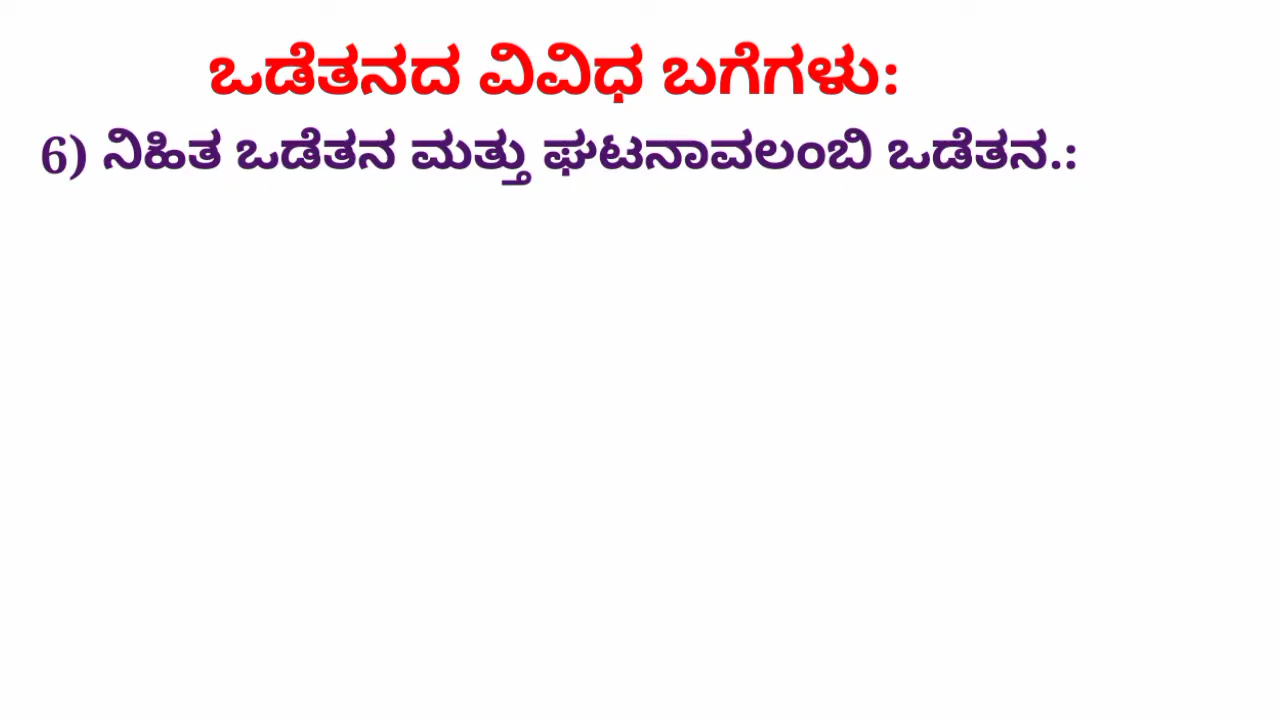 ಒಡೆತನದ ವಿವಿಧ ಬಗೆಗಳು:
6) ನಿಹಿತ ಒಡೆತನ ಮತ್ತು ಘಟನಾವಲಂಬಿ ಒಡೆತನ.: